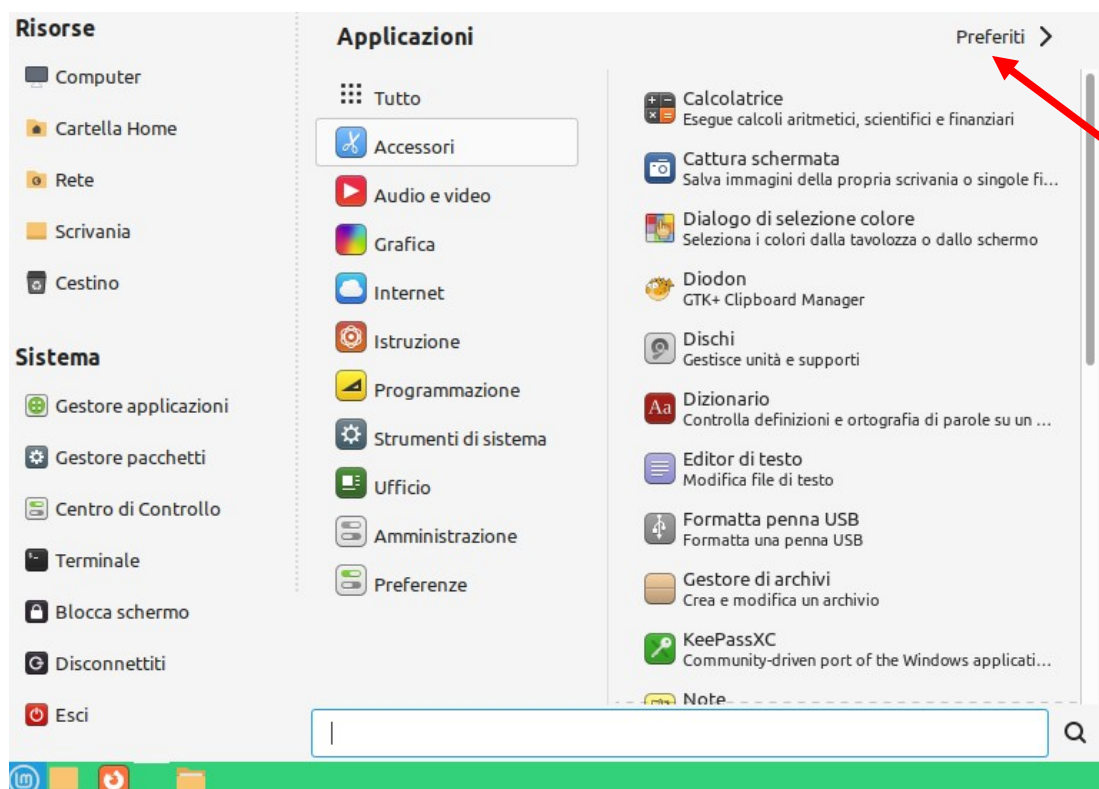 Risorse
Computer
Cartella Home
Rete
Scrivania
Cestino
Sistema
Gestore applicazioni
Gestore pacchetti
Centro di Controllo
Terminale
Blocca schermo
Disconnettiti
Esci
Applicazioni
Preferiti
Tutto
Accessori
Audio e video
Grafica
Internet
Istruzione
Programmazione
Strumenti di sistema
Ufficio
Amministrazione
Preferenze
Calcolatrice
Esegue calcoli aritmetici, scientifici e finanziari
Cattura schermata
Salva immagini della propria scrivania o singole fi...
Dialogo di selezione colore
Seleziona i colori dalla tavolozza o dallo schermo
Diodon
GTK+ Clipboard Manager
Dischi
Gestisce unità e supporti
Aa
Dizionario
Controlla definizioni e ortografia di parole su un ...
Editor di testo
Modifica file di testo
Formatta penna USB
Formatta una penna USB
Gestore di archivi
Crea e modifica un archivio
KeePassXC
Community-driven port of the Windows applicati...
Note